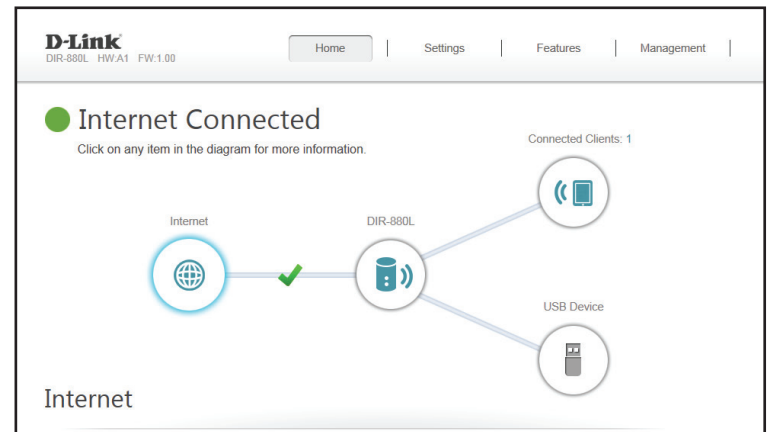 D-Link
DIR-880L HW:A1 FW:1.00
Home
Settings
Features
Management
Internet Connected
Click on any item in the diagram for more information.
Connected Clients: 1
Internet
DIR-880L
USB Device
Internet